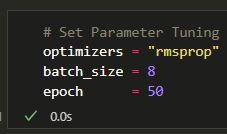 # Set Parameter Tuning
optimizers = "rmsprop"
batch_size = 8
epoch      = 50
0.0s